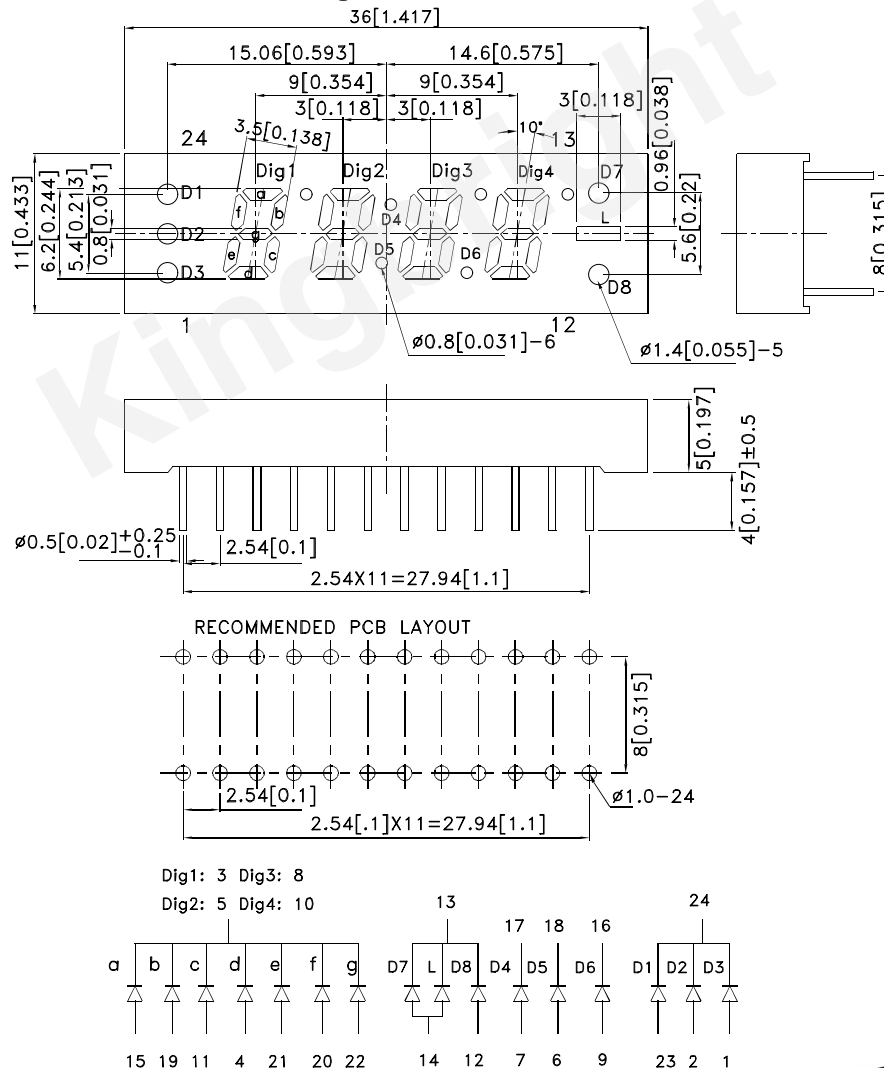 36[1.417]
15.06[0.593] 14.6[0.575]
9[0.354] 9[0.354]
3[0.118] 3[0.118] 3[0.118]
3.5[0.138]
10°
0.96[0.038]
24 13
Dig1 Dig2 Dig3 Dig4 D7
D1 a
f b
D4
L
D2 g
D5 D6
e c
D3 d
D8
11[0.433]
6.2[0.244]
5.4[0.213]
0.8[0.031]
5.6[0.22]
8[0.315]
1 12
ø0.8[0.031]-6
ø1.4[0.055]-5
Kingbright
5[0.197]
4[0.157]±0.5
ø0.5[0.02]+0.25 -0.1
2.54[0.1]
2.54X11=27.94[1.1]
RECOMMENDED PCB LAYOUT
8[0.315]
2.54[0.1]
ø1.0-24
2.54[.1]X11=27.94[1.1]
Dig1: 3 Dig3: 8
Dig2: 5 Dig4: 10
13 24
17 18 16
a b c d e f g D7 L D8 D4 D5 D6 D1 D2 D3
15 19 11 4 21 20 22 14 12 7 6 9 23 2 1